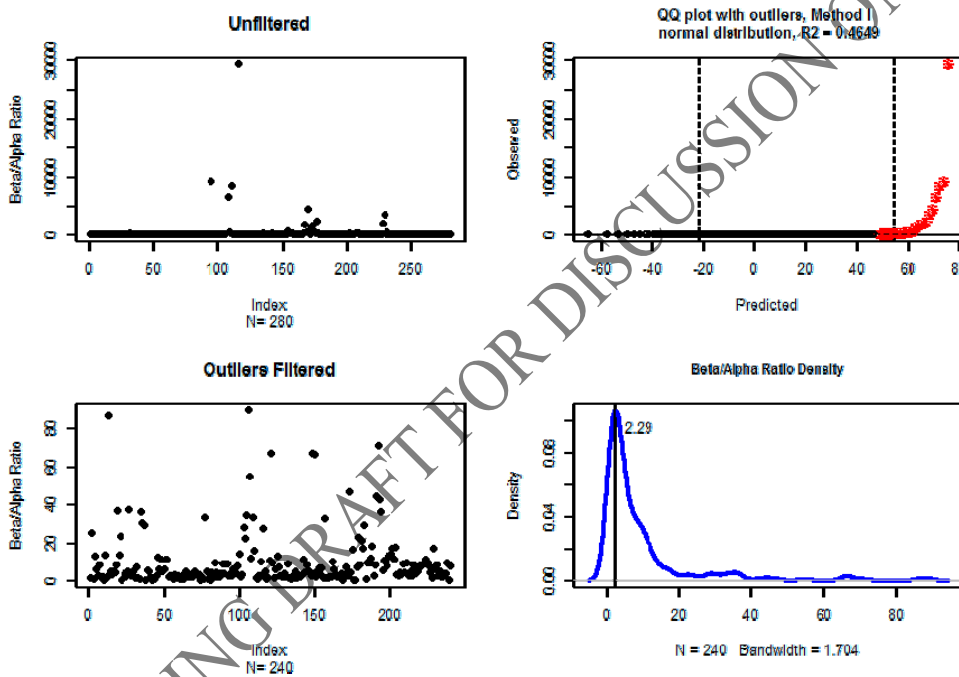 Unfiltered
Beta/Alpha Ratio
30000
20000
10000
0
0 50 100 150 200 250
Index
N= 280
QQ plot with outliers, Method I
normal distribution, R2 = 0.4649
Observed
30000
20000
10000
0
-60 -40 -20 0 20 40 60 80
Predicted
Outliers Filtered
Beta/Alpha Ratio
80
60
40
20
0
0 50 100 150 200
Index
N= 240
Beta/Alpha Ratio Density
2.29
Density
0.08
0.04
0.00
0 20 40 60 80
N = 240 Bandwidth = 1.704
DRAFT FOR DISCUSSION